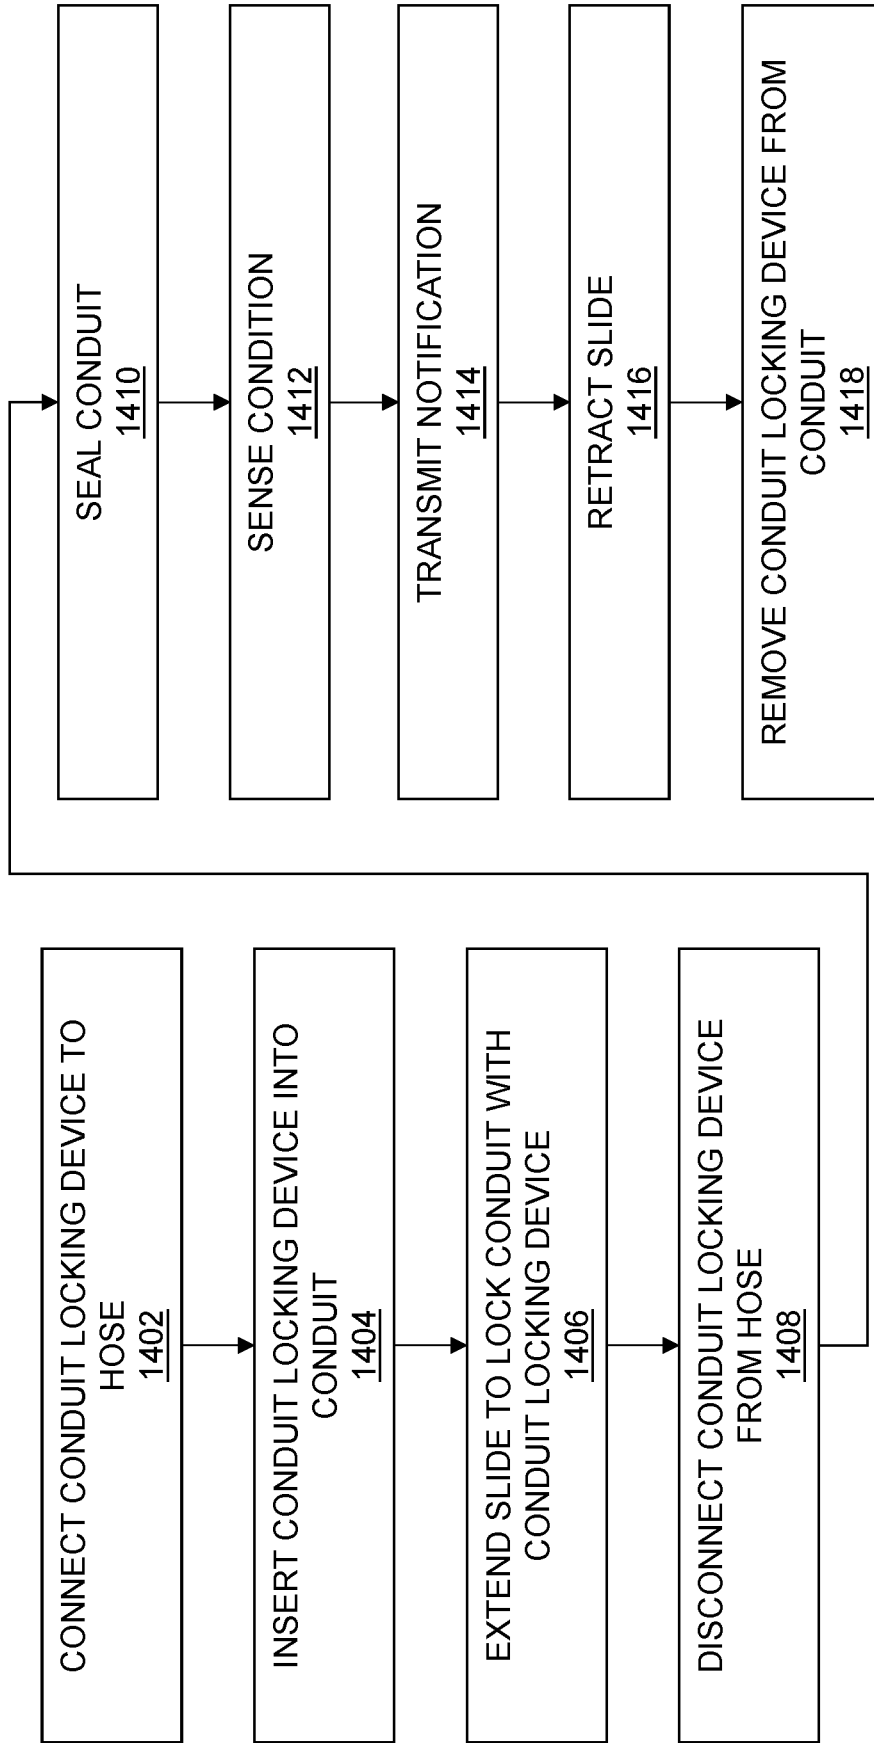 CONNECT CONDUIT LOCKING DEVICE TO
HOSE
1402
INSERT CONDUIT LOCKING DEVICE INTO
CONDUIT
1404
EXTEND SLIDE TO LOCK CONDUIT WITH
CONDUIT LOCKING DEVICE
1406
DISCONNECT CONDUIT LOCKING DEVICE
FROM HOSE
1408
SEAL CONDUIT
1410
SENSE CONDITION
1412
TRANSMIT NOTIFICATION
1414
RETRACT SLIDE
1416
REMOVE CONDUIT LOCKING DEVICE FROM
CONDUIT
1418